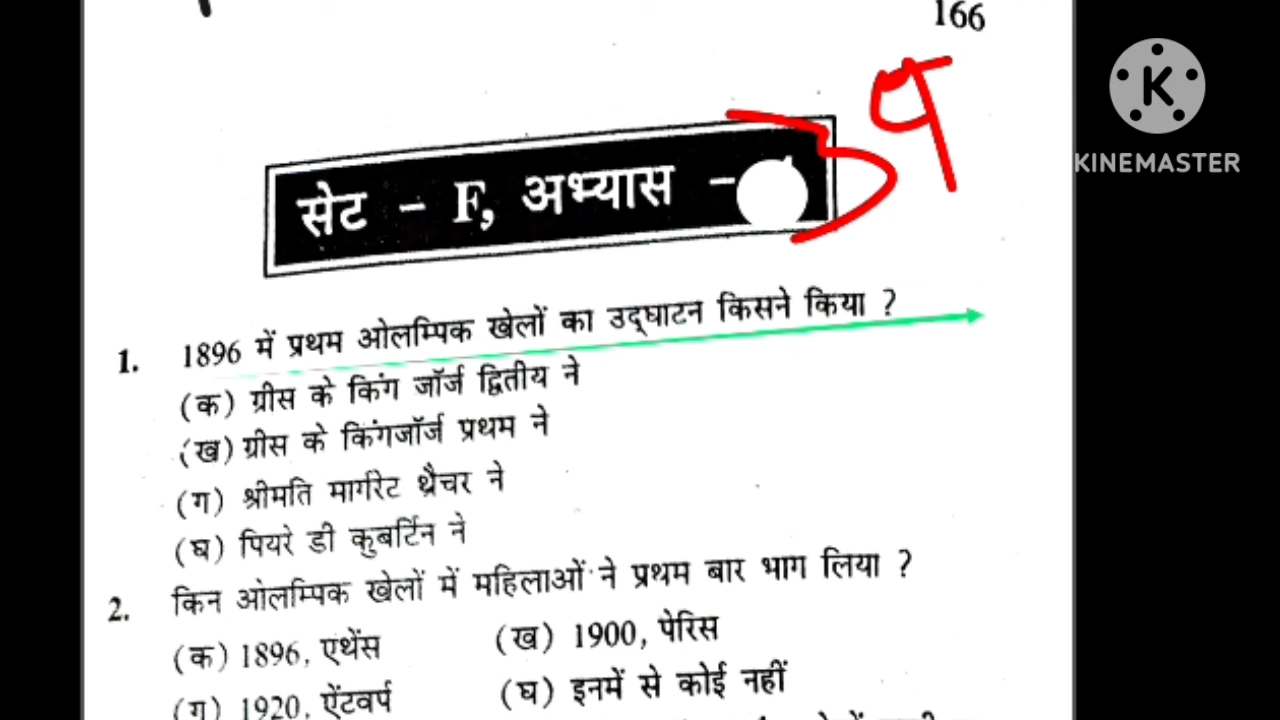 166
सेट - F, अभ्यास -
1. 1896 में प्रथम ओलम्पिक खेलों का उद्घाटन किसने किया ?
(क) ग्रीस के किंग जॉर्ज द्वितीय ने
(ख) ग्रीस के किंगजॉर्ज प्रथम ने
(ग) श्रीमति मार्गरेट थ्रैचर ने
(घ) पियरे डी कुबर्टिन ने
2. किन ओलम्पिक खेलों में महिलाओं ने प्रथम बार भाग लिया ?
(क) 1896, एथेंस (ख) 1900, पेरिस
(ग) 1920, ऐंटवर्प (घ) इनमें से कोई नहीं
KINEMASTER